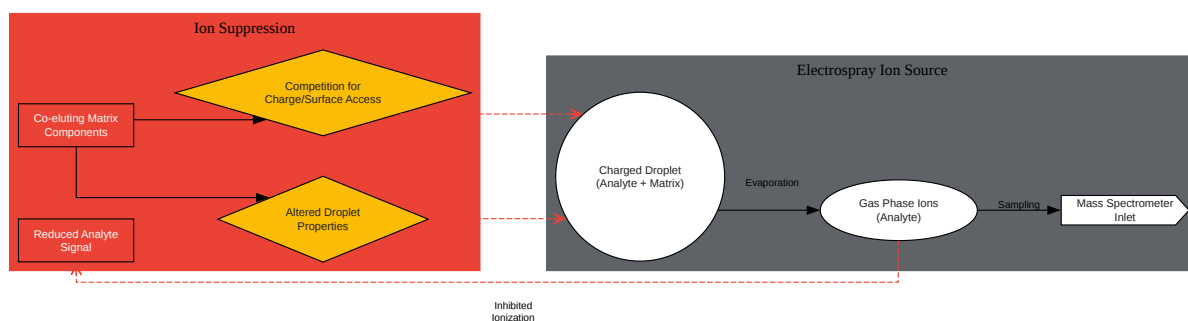 Ion Suppression
Competition for
Charge/Surface Access
Co-eluting Matrix
Components
Altered Droplet
Properties
Reduced Analyte
Signal
Electrospray Ion Source
Charged Droplet
(Analyte + Matrix)
Evaporation
Gas Phase Ions
(Analyte)
Sampling
Mass Spectrometer
Inlet
Inhibited
Ionization